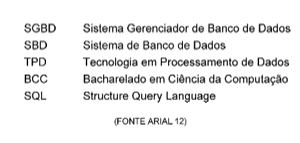 SGBD Sistema Gerenciador de Banco de Dados
SBD Sistema de Banco de Dados
TPD Tecnologia em Processamento de Dados
BCC Bacharelado em Ciência da Computação
SQL Structure Query Language
(FONTE ARIAL 12)